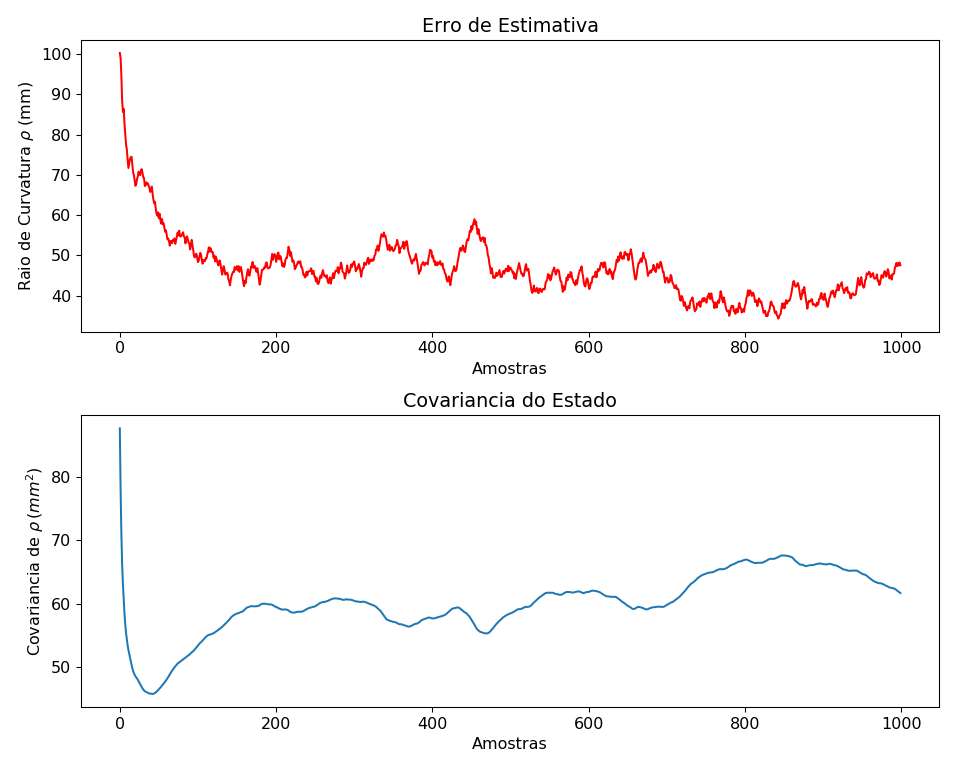 Erro de Estimativa
Raio de Curvatura ρ (mm)
100
90
80
70
60
50
40
0 200 400 600 800 1000
Amostras
Covariancia do Estado
Covariancia de ρ (mm²)
80
70
60
50
0 200 400 600 800 1000
Amostras